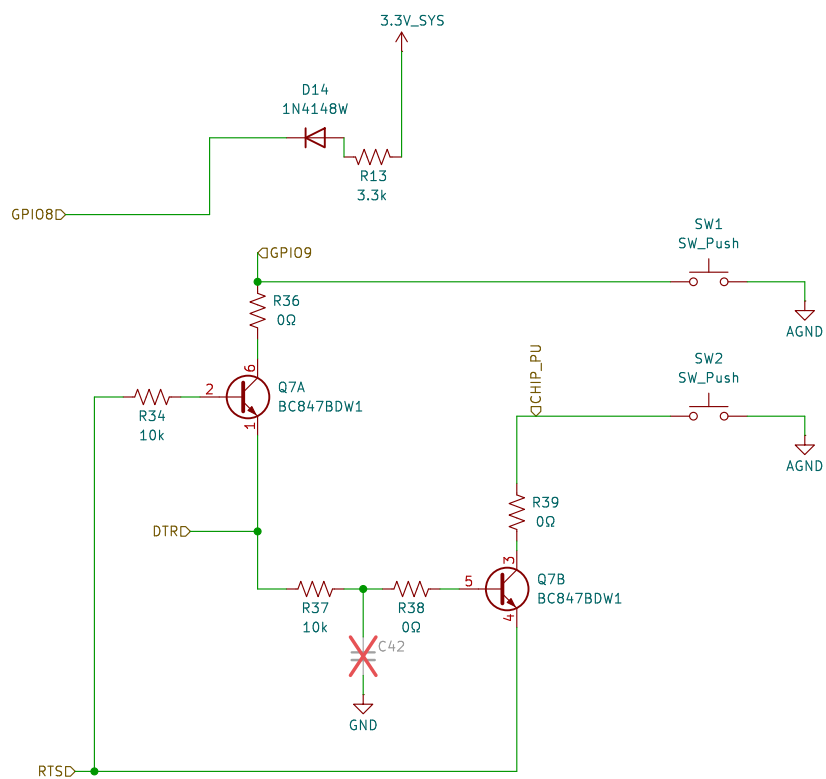 3.3V_SYS
D14
1N4148W
R13
3.3k
GPIO8
SW1
SW_Push
GPIO9
R36
0Ω
AGND
CHIP_PU
SW2
SW_Push
6
Q7A
2
BC847BDW1
R34
1
10k
AGND
R39
0Ω
DTR
3
5
Q7B
BC847BDW1
R37
R38
4
10k
0Ω
C42
GND
RTS